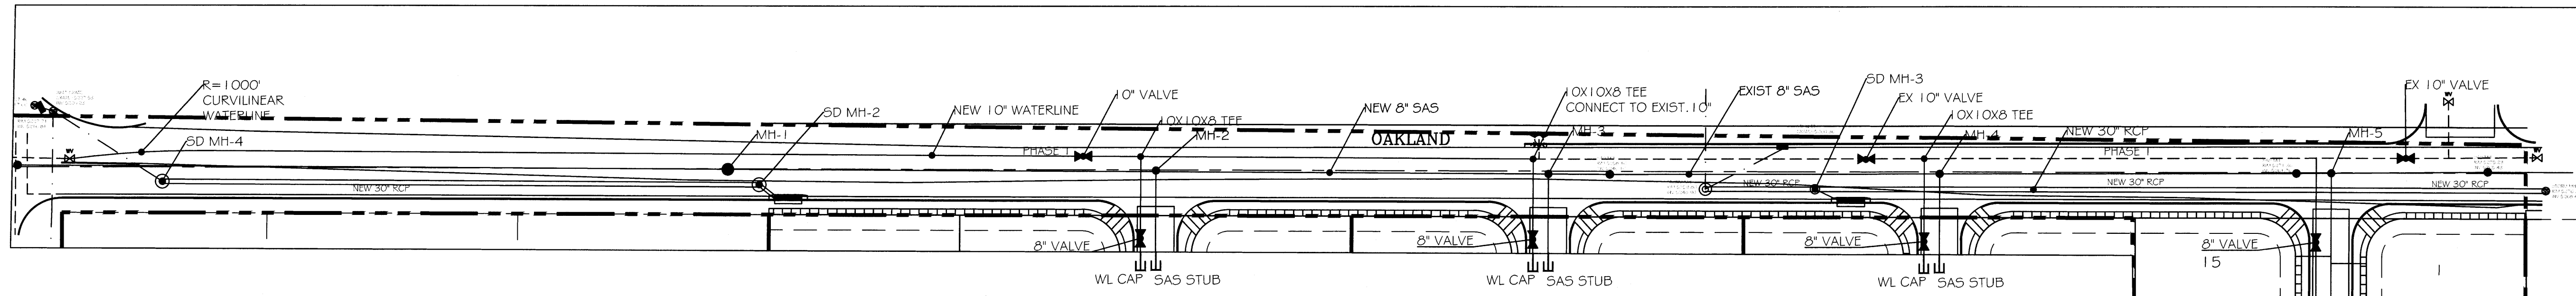 R=1000'
CURVILINEAR
WATERLINE
SD MH-4
NEW 30" RCP
MH-1
SD MH-2
NEW 10" WATERLINE
PHASE 1
10" VALVE
10X10X8 TEE
MH-2
NEW 8" SAS
OAKLAND
10X10X8 TEE
CONNECT TO EXIST. 10"
MH-3
EXIST 8" SAS
NEW 30" RCP
SD MH-3
EX 10" VALVE
10X10X8 TEE
MH-4
NEW 30" RCP
PHASE 1
NEW 30" RCP
MH-5
EX 10" VALVE
NEW 30" RCP
8" VALVE
WL CAP
SAS STUB
8" VALVE
WL CAP
SAS STUB
8" VALVE
WL CAP
SAS STUB
8" VALVE
15
1